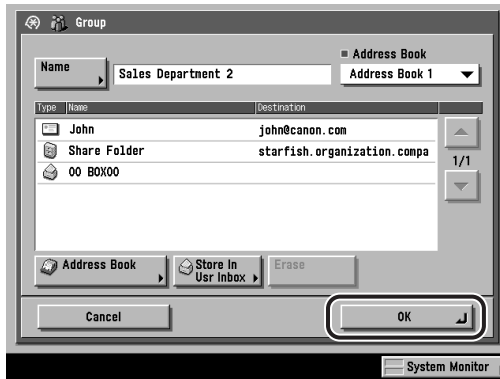 Group
Address Book
Name
Sales Department 2
Address Book 1
Type Name Destination
John john@canon.com
Share Folder starfish.organization.compa
00 BOX00
1/1
Address Book
Store In
Usr Inbox
Erase
Cancel
OK
System Monitor